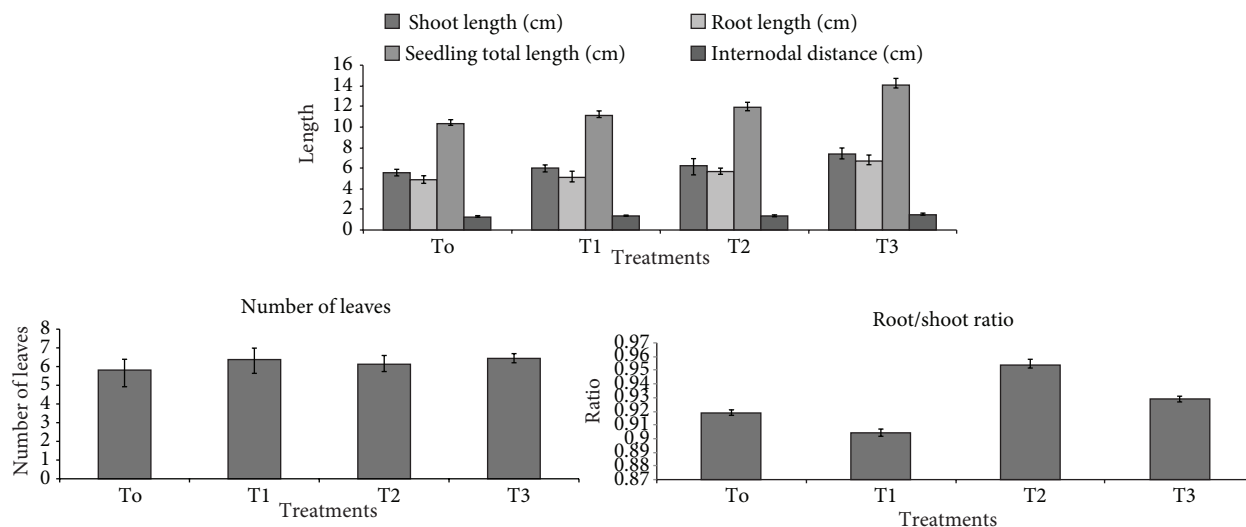 Shoot length (cm) Root length (cm)
Seedling total length (cm) Internodal distance (cm)
16
14
12
10
8
6
4
2
0
Length
To T1 T2 T3
Treatments
Number of leaves
8
7
6
5
4
3
2
1
0
Number of leaves
To T1 T2 T3
Treatments
Root/shoot ratio
0.97
0.96
0.95
0.94
0.93
0.92
0.91
0.9
0.89
0.88
0.87
Ratio
To T1 T2 T3
Treatments